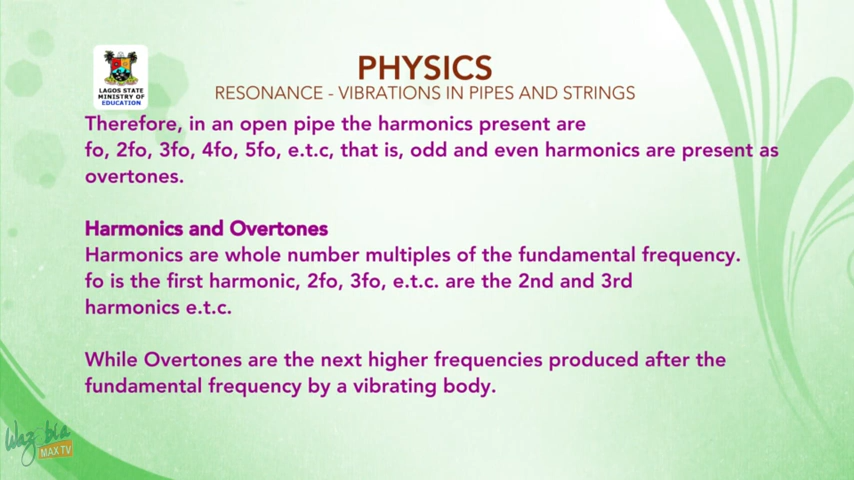 LAGOS STATE
MINISTRY OF
EDUCATION
PHYSICS
RESONANCE - VIBRATIONS IN PIPES AND STRINGS
Therefore, in an open pipe the harmonics present are
fo, 2fo, 3fo, 4fo, 5fo, e.t.c, that is, odd and even harmonics are present as
overtones.
Harmonics and Overtones
Harmonics are whole number multiples of the fundamental frequency.
fo is the first harmonic, 2fo, 3fo, e.t.c. are the 2nd and 3rd
harmonics e.t.c.
While Overtones are the next higher frequencies produced after the
fundamental frequency by a vibrating body.
Wazobia
MAX TV